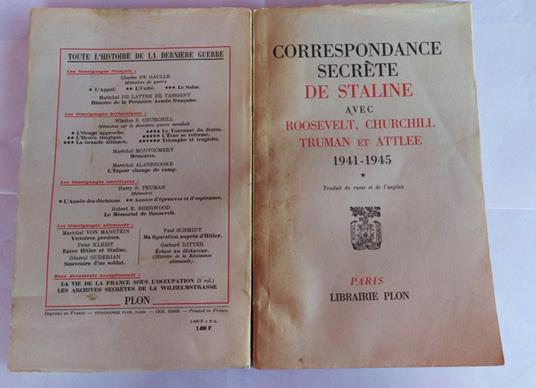 TOUTE L'HISTOIRE DE LA DERNIÈRE GUERRE
Les témoignages français :
Charles DE GAULLE
Mémoires de guerre
★ L'Appel. ★★ L'Unité. ★★★ Le Salut.
Maréchal DE LATTRE DE TASSIGNY
Histoire de la Première Armée française.
Les témoignages britanniques :
Winston S. CHURCHILL
Mémoires sur la deuxième guerre mondiale
★ L'Orage approche.
★★ L'Heure tragique.
★★★ La Grande alliance.
★★★★ Le Tournant du destin.
★★★★★ L'Étau se referme.
★★★★★★ Triomphe et tragédie.
Maréchal MONTGOMERY
Mémoires.
Maréchal ALANBROOKE
L'Espoir change de camp.
Les témoignages américains :
Harry S. TRUMAN
Mémoires
★ L'Année des décisions. ★★ Années d'épreuves et d'espérance.
Robert E. SHERWOOD
Le Mémorial de Roosevelt.
Les témoignages allemands :
Maréchal VON MANSTEIN
Victoires perdues.
Peter KLEIST
Entre Hitler et Staline.
Général GUDERIAN
Souvenirs d'un soldat.
Paul SCHMIDT
Ma figuration auprès d'Hitler.
Gerhard RITTER
Échec au dictateur.
(Histoire de la Résistance
allemande).
Deux documents exceptionnels :
LA VIE DE LA FRANCE SOUS L'OCCUPATION (3 vol.)
LES ARCHIVES SECRÈTES DE LA WILHELMSTRASSE
PLON
Imprimé en France. — TYPOGRAPHIE PLON, PARIS. — Printed in France.
1 480 F
CORRESPONDANCE
SECRÈTE
DE STALINE
AVEC
ROOSEVELT, CHURCHILL
TRUMAN ET ATTLEE
1941-1945
★
Traduit du russe et de l'anglais
PARIS
LIBRAIRIE PLON